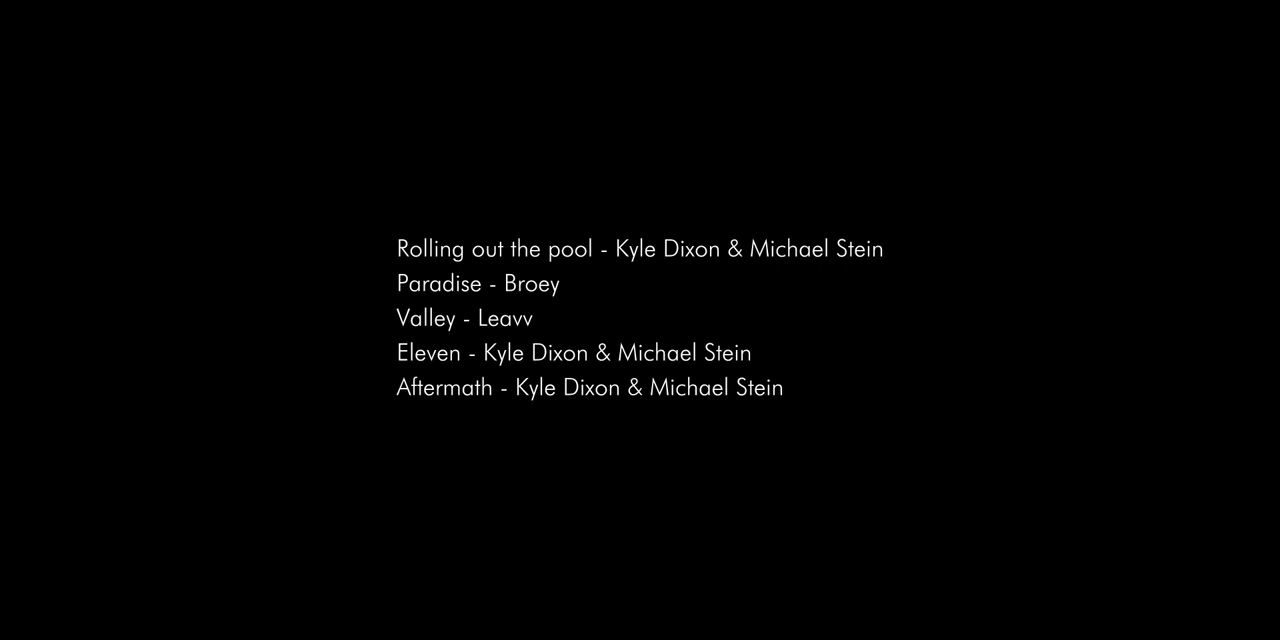 Rolling out the pool - Kyle Dixon & Michael Stein
Paradise - Broey
Valley - Leavv
Eleven - Kyle Dixon & Michael Stein
Aftermath - Kyle Dixon & Michael Stein